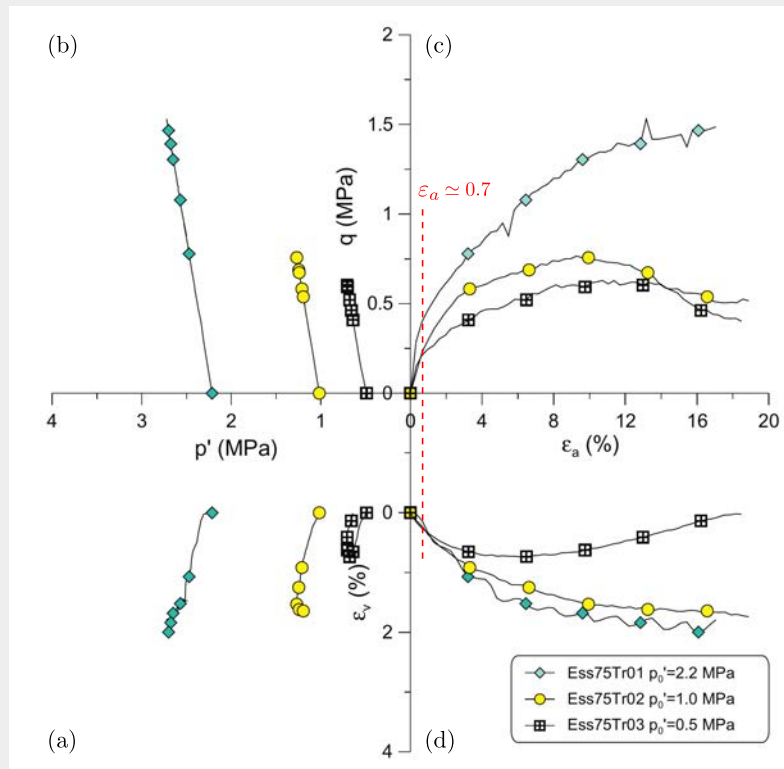 (b)
(c)
2
1.5
1
0.5
0
q (MPa)
εₐ ≃ 0.7
4
3
2
1
0
4
8
12
16
20
p' (MPa)
εₐ (%)
0
2
4
εᵥ (%)
Ess75Tr01 p₀'=2.2 MPa
Ess75Tr02 p₀'=1.0 MPa
Ess75Tr03 p₀'=0.5 MPa
(a)
(d)